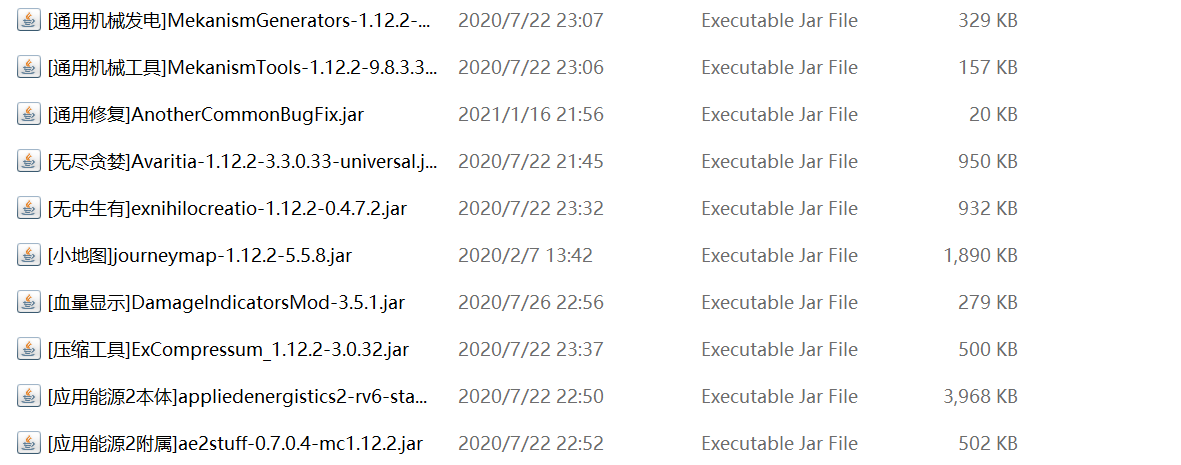 [通用机械发电]MekanismGenerators-1.12.2-... 2020/7/22 23:07 Executable Jar File 329 KB
[通用机械工具]MekanismTools-1.12.2-9.8.3.3... 2020/7/22 23:06 Executable Jar File 157 KB
[通用修复]AnotherCommonBugFix.jar 2021/1/16 21:56 Executable Jar File 20 KB
[无尽贪婪]Avaritia-1.12.2-3.3.0.33-universal.j... 2020/7/22 21:45 Executable Jar File 950 KB
[无中生有]exnihilocreatio-1.12.2-0.4.7.2.jar 2020/7/22 23:32 Executable Jar File 932 KB
[小地图]journeymap-1.12.2-5.5.8.jar 2020/2/7 13:42 Executable Jar File 1,890 KB
[血量显示]DamageIndicatorsMod-3.5.1.jar 2020/7/26 22:56 Executable Jar File 279 KB
[压缩工具]ExCompressum_1.12.2-3.0.32.jar 2020/7/22 23:37 Executable Jar File 500 KB
[应用能源2本体]appliedenergistics2-rv6-sta... 2020/7/22 22:50 Executable Jar File 3,968 KB
[应用能源2附属]ae2stuff-0.7.0.4-mc1.12.2.jar 2020/7/22 22:52 Executable Jar File 502 KB